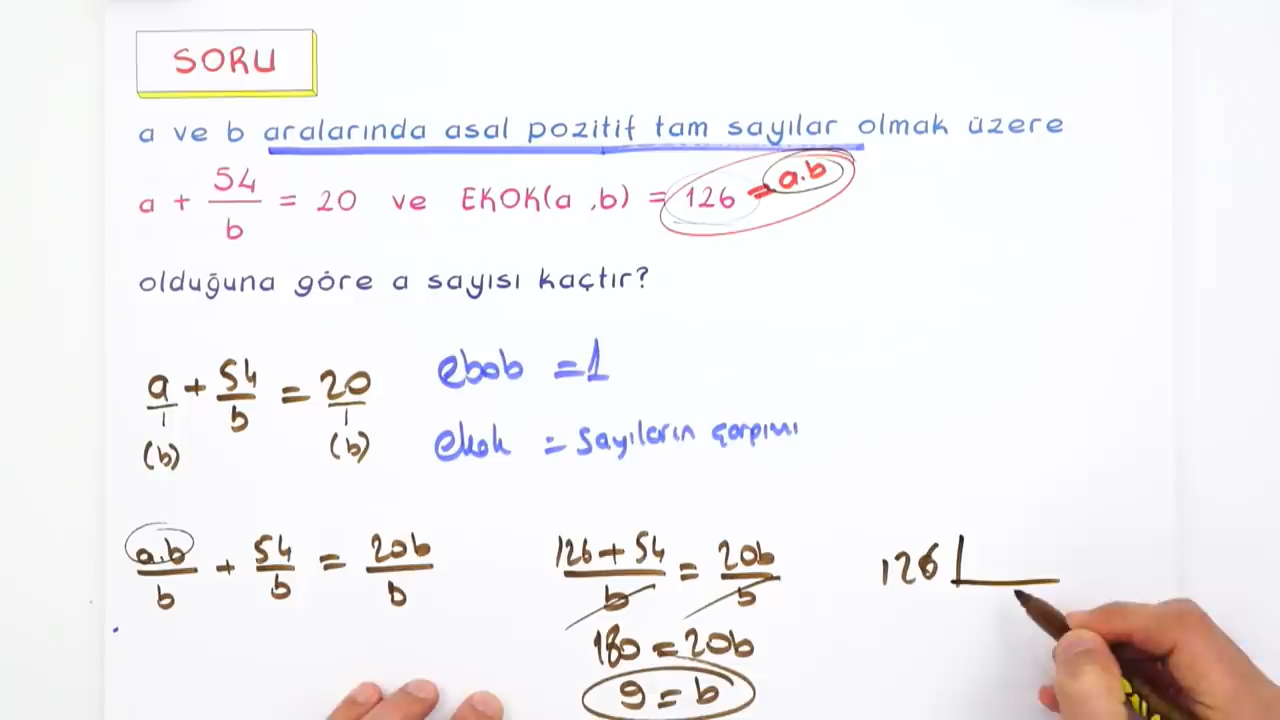 SORU
a ve b aralarında asal pozitif tam sayılar olmak üzere
a + 54/b = 20 ve EKOK(a ,b) = 126 = a.b
olduğuna göre a sayısı kaçtır?
a/1 + 54/b = 20/1
(b) (b)
ebob = 1
ekok = sayıların çarpımı
a.b/b + 54/b = 20b/b
126 + 54/b = 20b/b
180 = 20b
9 = b
126